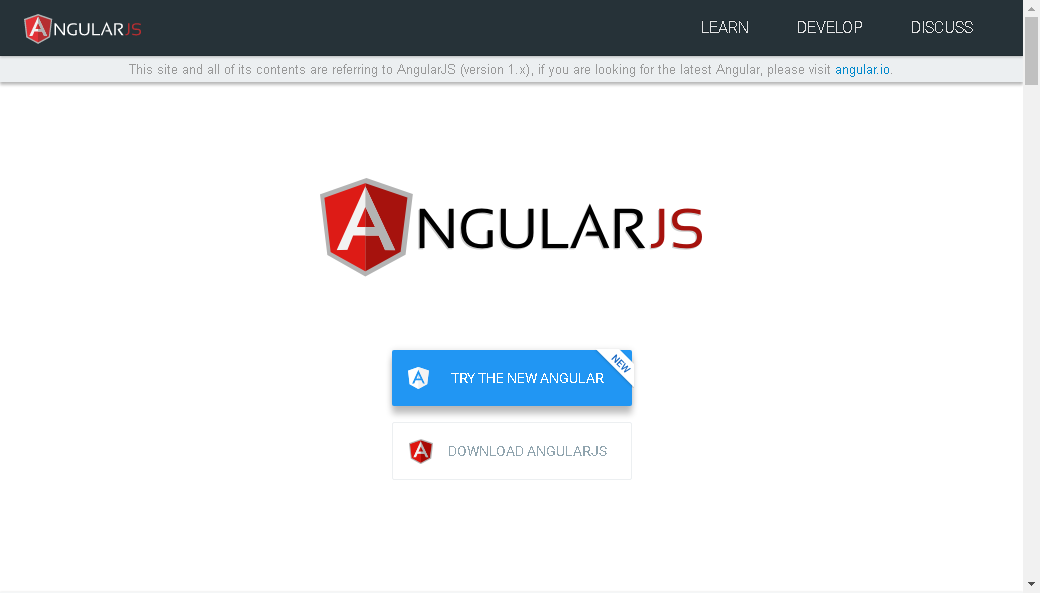 ANGULARJS
LEARN DEVELOP DISCUSS
This site and all of its contents are referring to AngularJS (version 1.x), if you are looking for the latest Angular, please visit angular.io.
ANGULARJS
TRY THE NEW ANGULAR NEW
DOWNLOAD ANGULARJS